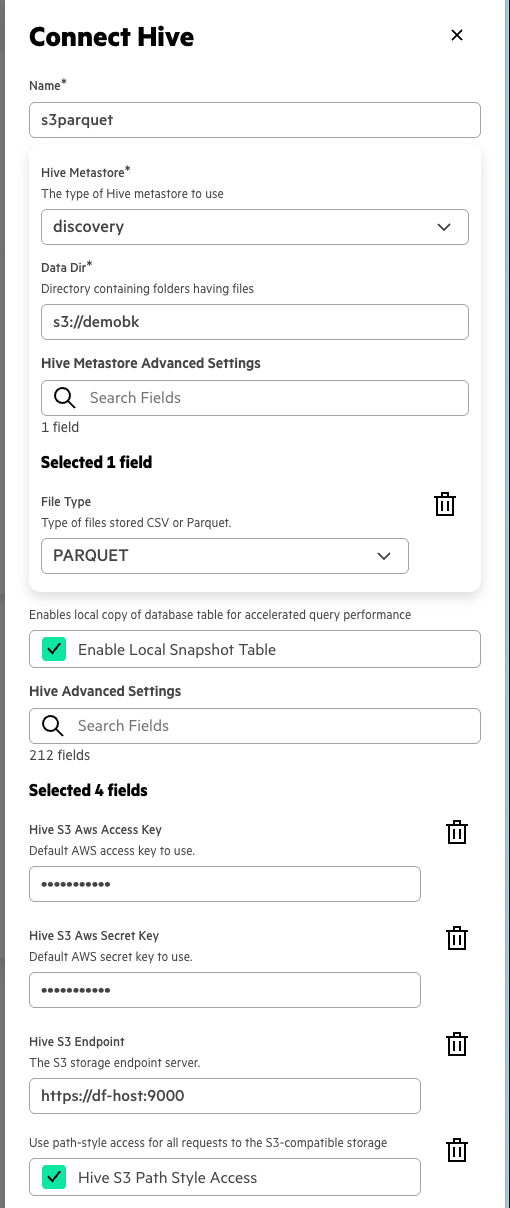 Connect Hive
Name*
s3parquet
Hive Metastore*
The type of Hive metastore to use
discovery
Data Dir*
Directory containing folders having files
s3://demobk
Hive Metastore Advanced Settings
Search Fields
1 field
Selected 1 field
File Type
Type of files stored CSV or Parquet.
PARQUET
Enables local copy of database table for accelerated query performance
Enable Local Snapshot Table
Hive Advanced Settings
Search Fields
212 fields
Selected 4 fields
Hive S3 Aws Access Key
Default AWS access key to use.
•••••••••••
Hive S3 Aws Secret Key
Default AWS secret key to use.
•••••••••••
Hive S3 Endpoint
The S3 storage endpoint server.
https://df-host:9000
Use path-style access for all requests to the S3-compatible storage
Hive S3 Path Style Access